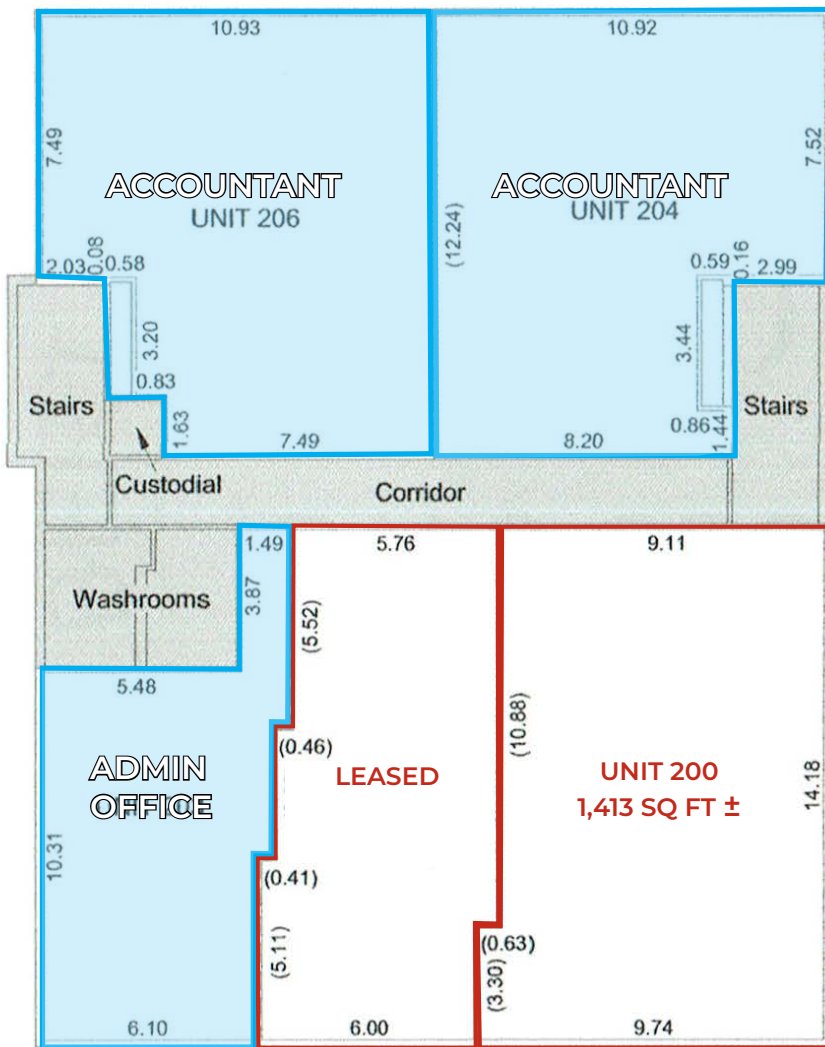 10.93
10.92
7.49
7.52
ACCOUNTANT
UNIT 206
ACCOUNTANT
UNIT 204
(12.24)
2.03
0.08
0.58
0.59
0.16
2.99
3.20
3.44
0.83
0.86
1.63
1.44
7.49
8.20
Stairs
Stairs
Custodial
Corridor
1.49
5.76
9.11
3.87
(5.52)
Washrooms
5.48
(10.88)
(0.46)
ADMIN
OFFICE
LEASED
UNIT 200
1,413 SQ FT ±
14.18
10.31
(0.41)
(5.11)
(0.63)
(3.30)
6.10
6.00
9.74